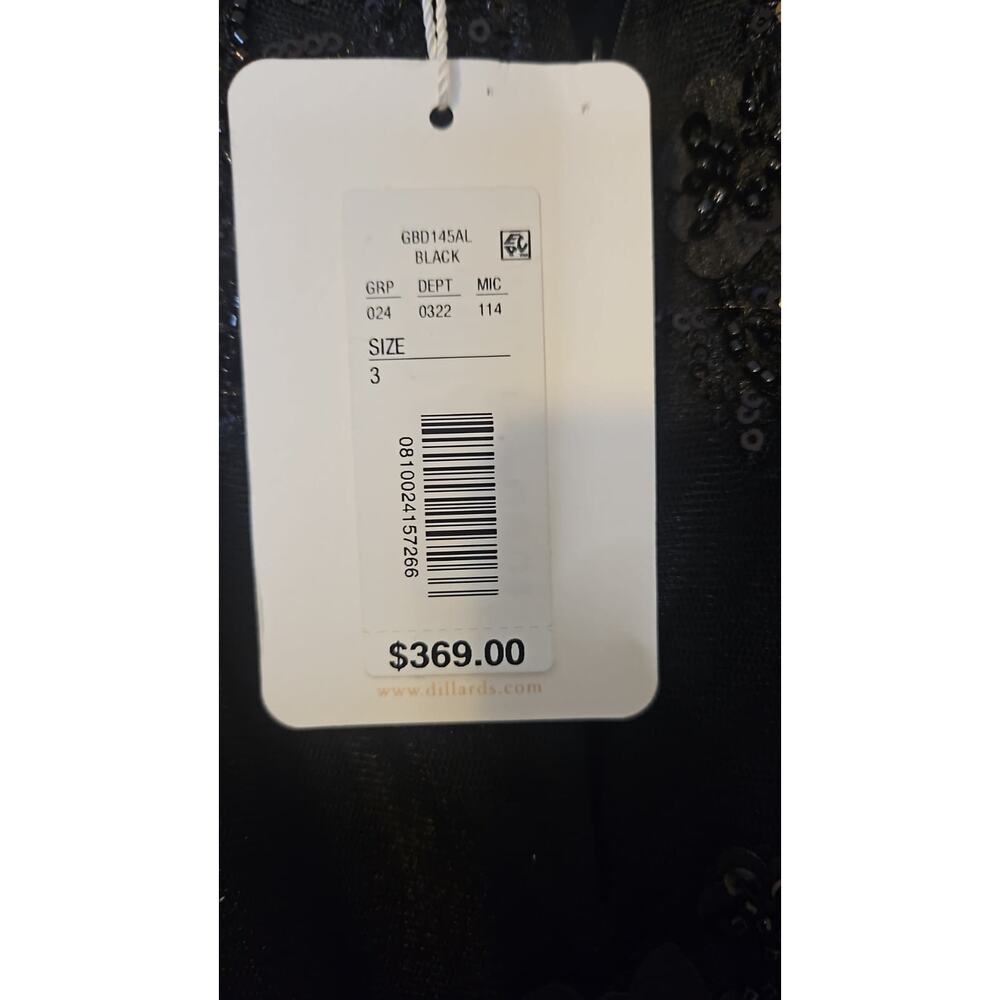 GBD145AL
BLACK
GRP DEPT MIC
024 0322 114
SIZE
3
0810024157266
$369.00
www.dillards.com